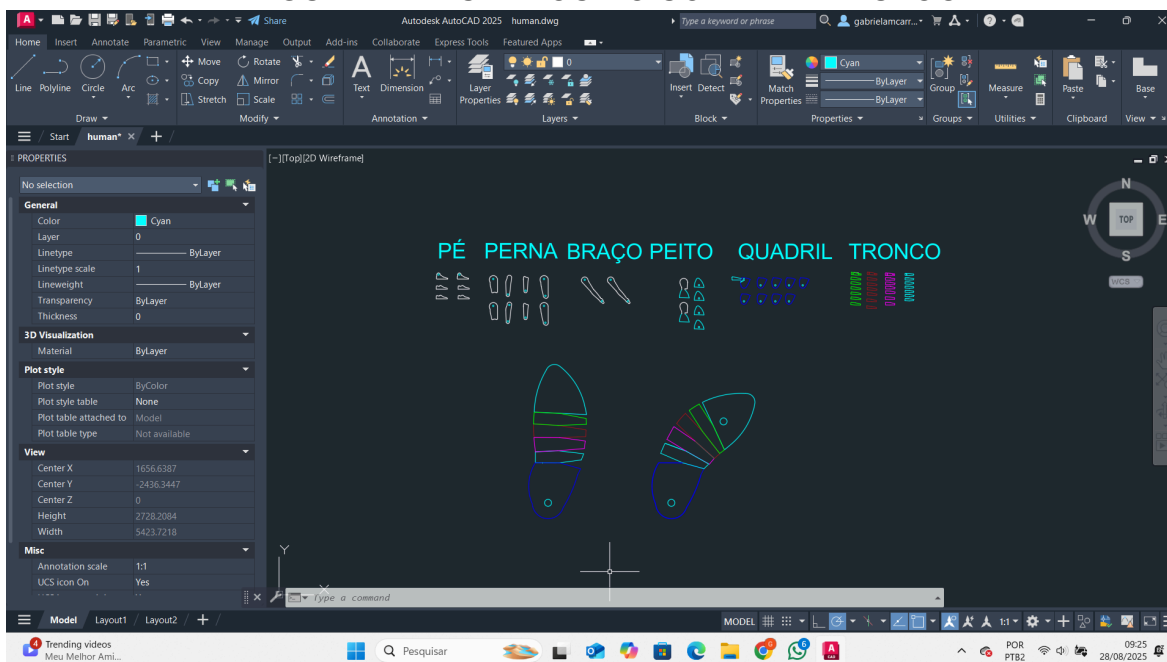 Share
Autodesk AutoCAD 2025 human.dwg
Type a keyword or phrase
gabrielamcarr...
Home Insert Annotate Parametric View Manage Output Add-ins Collaborate Express Tools Featured Apps
Line Polyline Circle Arc
Move Rotate
Copy Mirror
Stretch Scale
Text Dimension
Layer Properties
0
Insert Detect
Match Properties
Cyan
ByLayer
ByLayer
Group
Measure
Paste
Base
Draw Modify Annotation Layers Block Properties Groups Utilities Clipboard View
Start human*
PROPERTIES
[−][Top][2D Wireframe]
No selection
General
Color Cyan
Layer 0
Linetype ByLayer
Linetype scale 1
Lineweight ByLayer
Transparency ByLayer
Thickness 0
3D Visualization
Material ByLayer
Plot style
Plot style ByColor
Plot style table None
Plot table attached to Model
Plot table type Not available
View
Center X 1656.6387
Center Y -2436.3447
Center Z 0
Height 2728.2084
Width 5423.7218
Misc
Annotation scale 1:1
UCS icon On Yes
PÉ PERNA BRAÇO PEITO QUADRIL TRONCO
N
W TOP E
S
WCS
Y
X
Type a command
Model Layout1 Layout2
MODEL
1:1
4
Trending videos
Meu Melhor Ami...
Pesquisar
6
POR
PTB2
09:25
28/08/2025